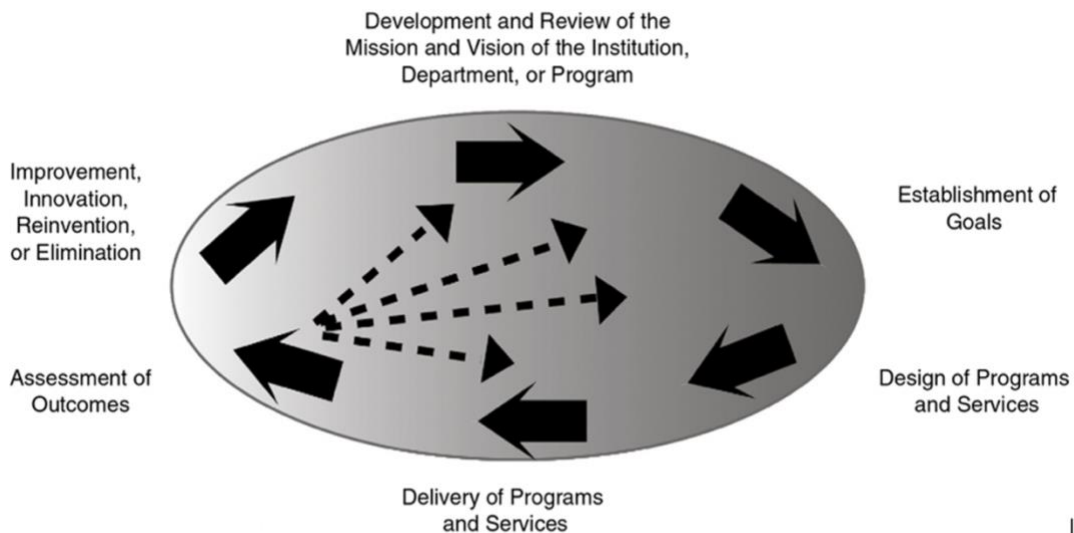 Development and Review of the
Mission and Vision of the Institution,
Department, or Program
Improvement,
Innovation,
Reinvention,
or Elimination
Establishment of
Goals
Assessment of
Outcomes
Design of Programs
and Services
Delivery of Programs
and Services